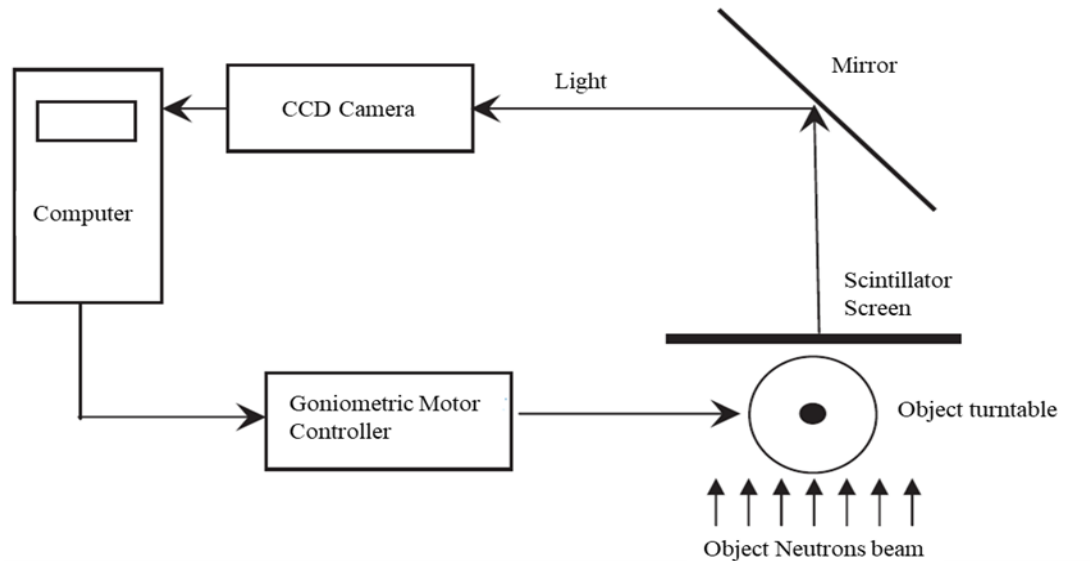 Mirror
Light
CCD Camera
Computer
Scintillator
Screen
Goniometric Motor
Controller
Object turntable
Object Neutrons beam